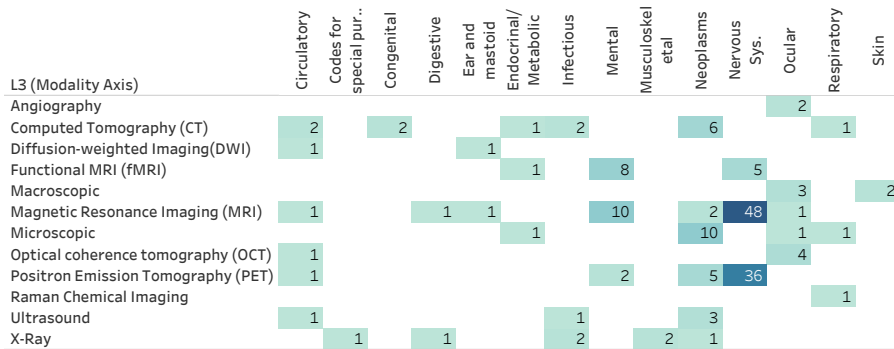 L3 (Modality Axis) Circulatory Codes for special pur.. Congenital Digestive Ear and mastoid Endocrinal/ Metabolic Infectious Mental Musculoskel etal Neoplasms Nervous Sys. Ocular Respiratory Skin
Angiography 2
Computed Tomography (CT) 2 2 1 2 6 1
Diffusion-weighted Imaging(DWI) 1 1
Functional MRI (fMRI) 1 8 5
Macroscopic 3 2
Magnetic Resonance Imaging (MRI) 1 1 1 10 2 48 1
Microscopic 1 10 1 1
Optical coherence tomography (OCT) 1 4
Positron Emission Tomography (PET) 1 2 5 36
Raman Chemical Imaging 1
Ultrasound 1 1 3
X-Ray 1 1 2 2 1